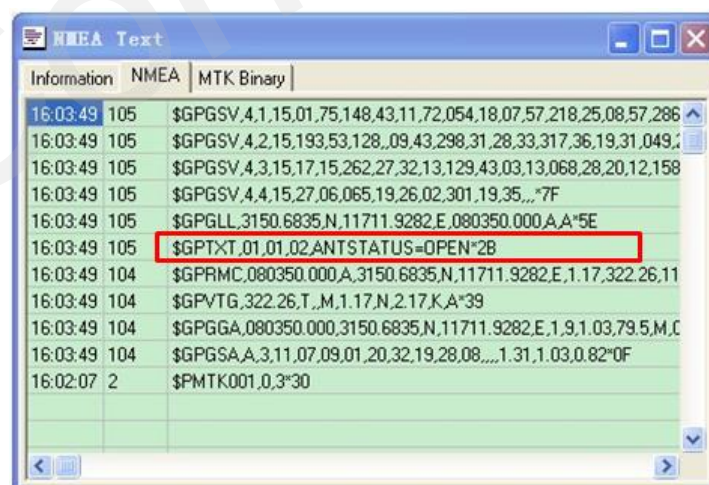 NMEA Text
Information NMEA MTK Binary
16:03:49 105 $GPGSV,4,1,15,01,75,148,43,11,72,054,18,07,57,218,25,08,57,286
16:03:49 105 $GPGSV,4,2,15,193,53,128,,09,43,298,31,28,33,317,36,19,31,049,2
16:03:49 105 $GPGSV,4,3,15,17,15,262,27,32,13,129,43,03,13,068,28,20,12,158
16:03:49 105 $GPGSV,4,4,15,27,06,065,19,26,02,301,19,35,,,*7F
16:03:49 105 $GPGLL,3150.6835,N,11711.9282,E,080350.000,A,A*5E
16:03:49 105 $GPTXT,01,01,02,ANTSTATUS=OPEN*2B
16:03:49 104 $GPRMC,080350.000,A,3150.6835,N,11711.9282,E,1.17,322.26,11
16:03:49 104 $GPVTG,322.26,T,,M,1.17,N,2.17,K,A*39
16:03:49 104 $GPGGA,080350.000,3150.6835,N,11711.9282,E,1,9,1.03,79.5,M,0
16:03:49 104 $GPGSA,A,3,11,07,09,01,20,32,19,28,08,,,,1.31,1.03,0.82*0F
16:02:07 2 $PMTK001,0,3*30